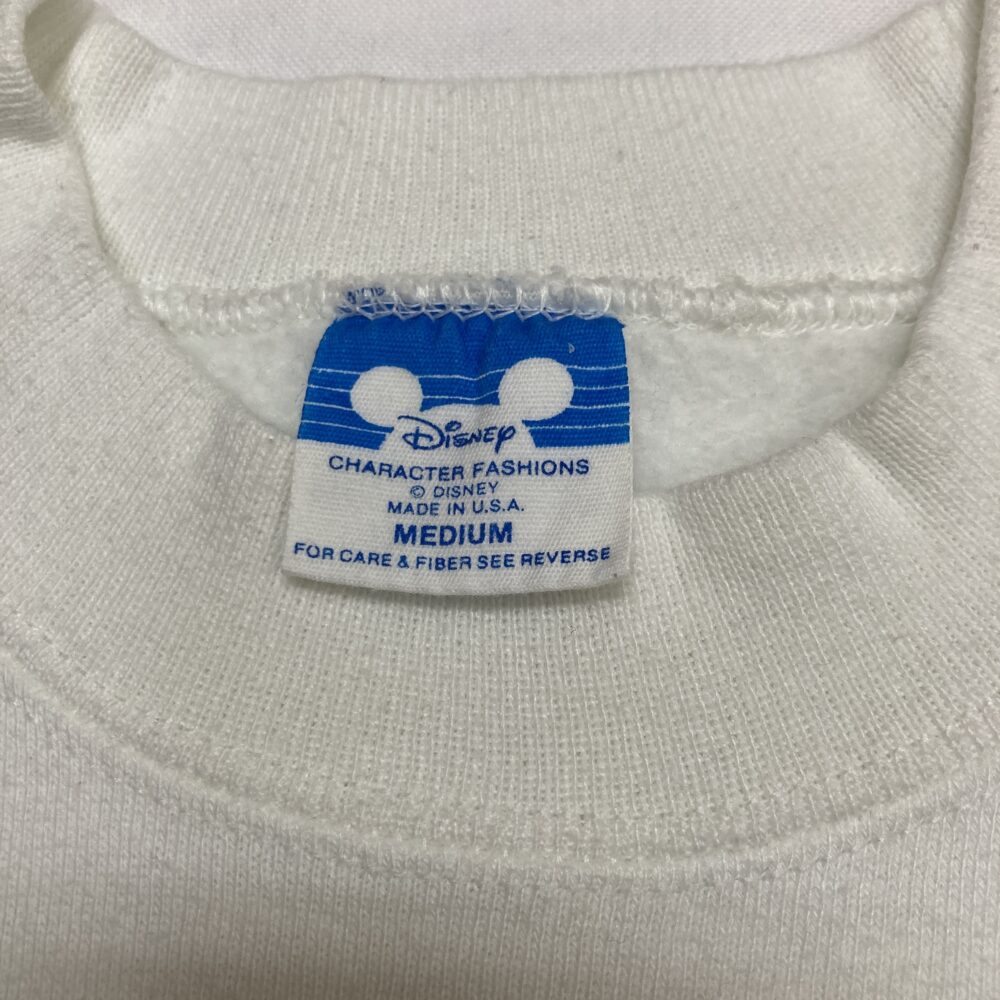 Disney
CHARACTER FASHIONS
© DISNEY
MADE IN U.S.A.
MEDIUM
FOR CARE & FIBER SEE REVERSE